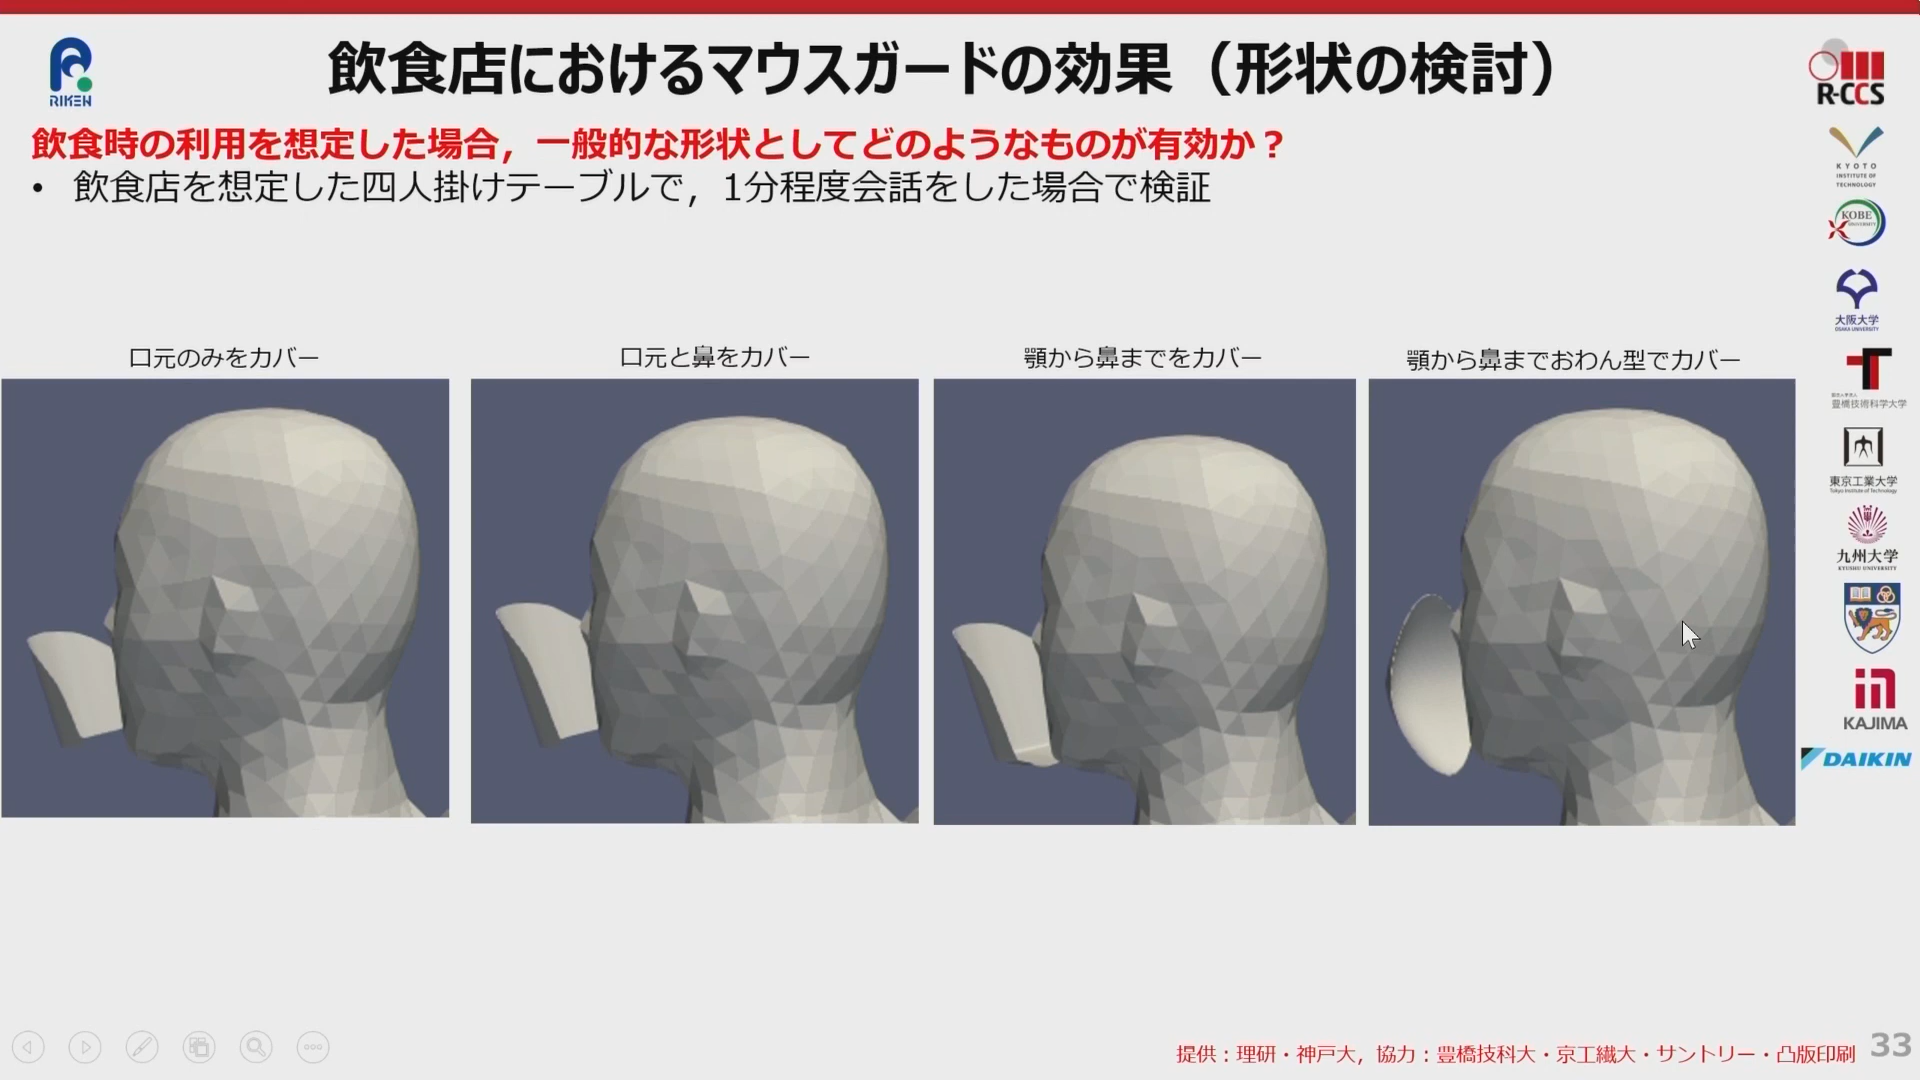 飲食店におけるマウスガードの効果（形状の検討）
RIKEN
R-CCS
飲食時の利用を想定した場合，一般的な形状としてどのようなものが有効か？
• 飲食店を想定した四人掛けテーブルで，1分程度会話をした場合で検証
KYOTO
INSTITUTE OF
TECHNOLOGY
KOBE
UNIVERSITY
大阪大学
OSAKA UNIVERSITY
口元のみをカバー
口元と鼻をカバー
顎から鼻までをカバー
顎から鼻までおわん型でカバー
豊橋技術科学大学
東京工業大学
Tokyo Institute of Technology
九州大学
KYUSHU UNIVERSITY
KAJIMA
DAIKIN
提供：理研・神戸大，協力：豊橋技科大・京工繊大・サントリー・凸版印刷
33